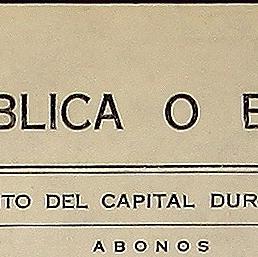 BLICA O E
TO DEL CAPITAL DUR
ABONOS